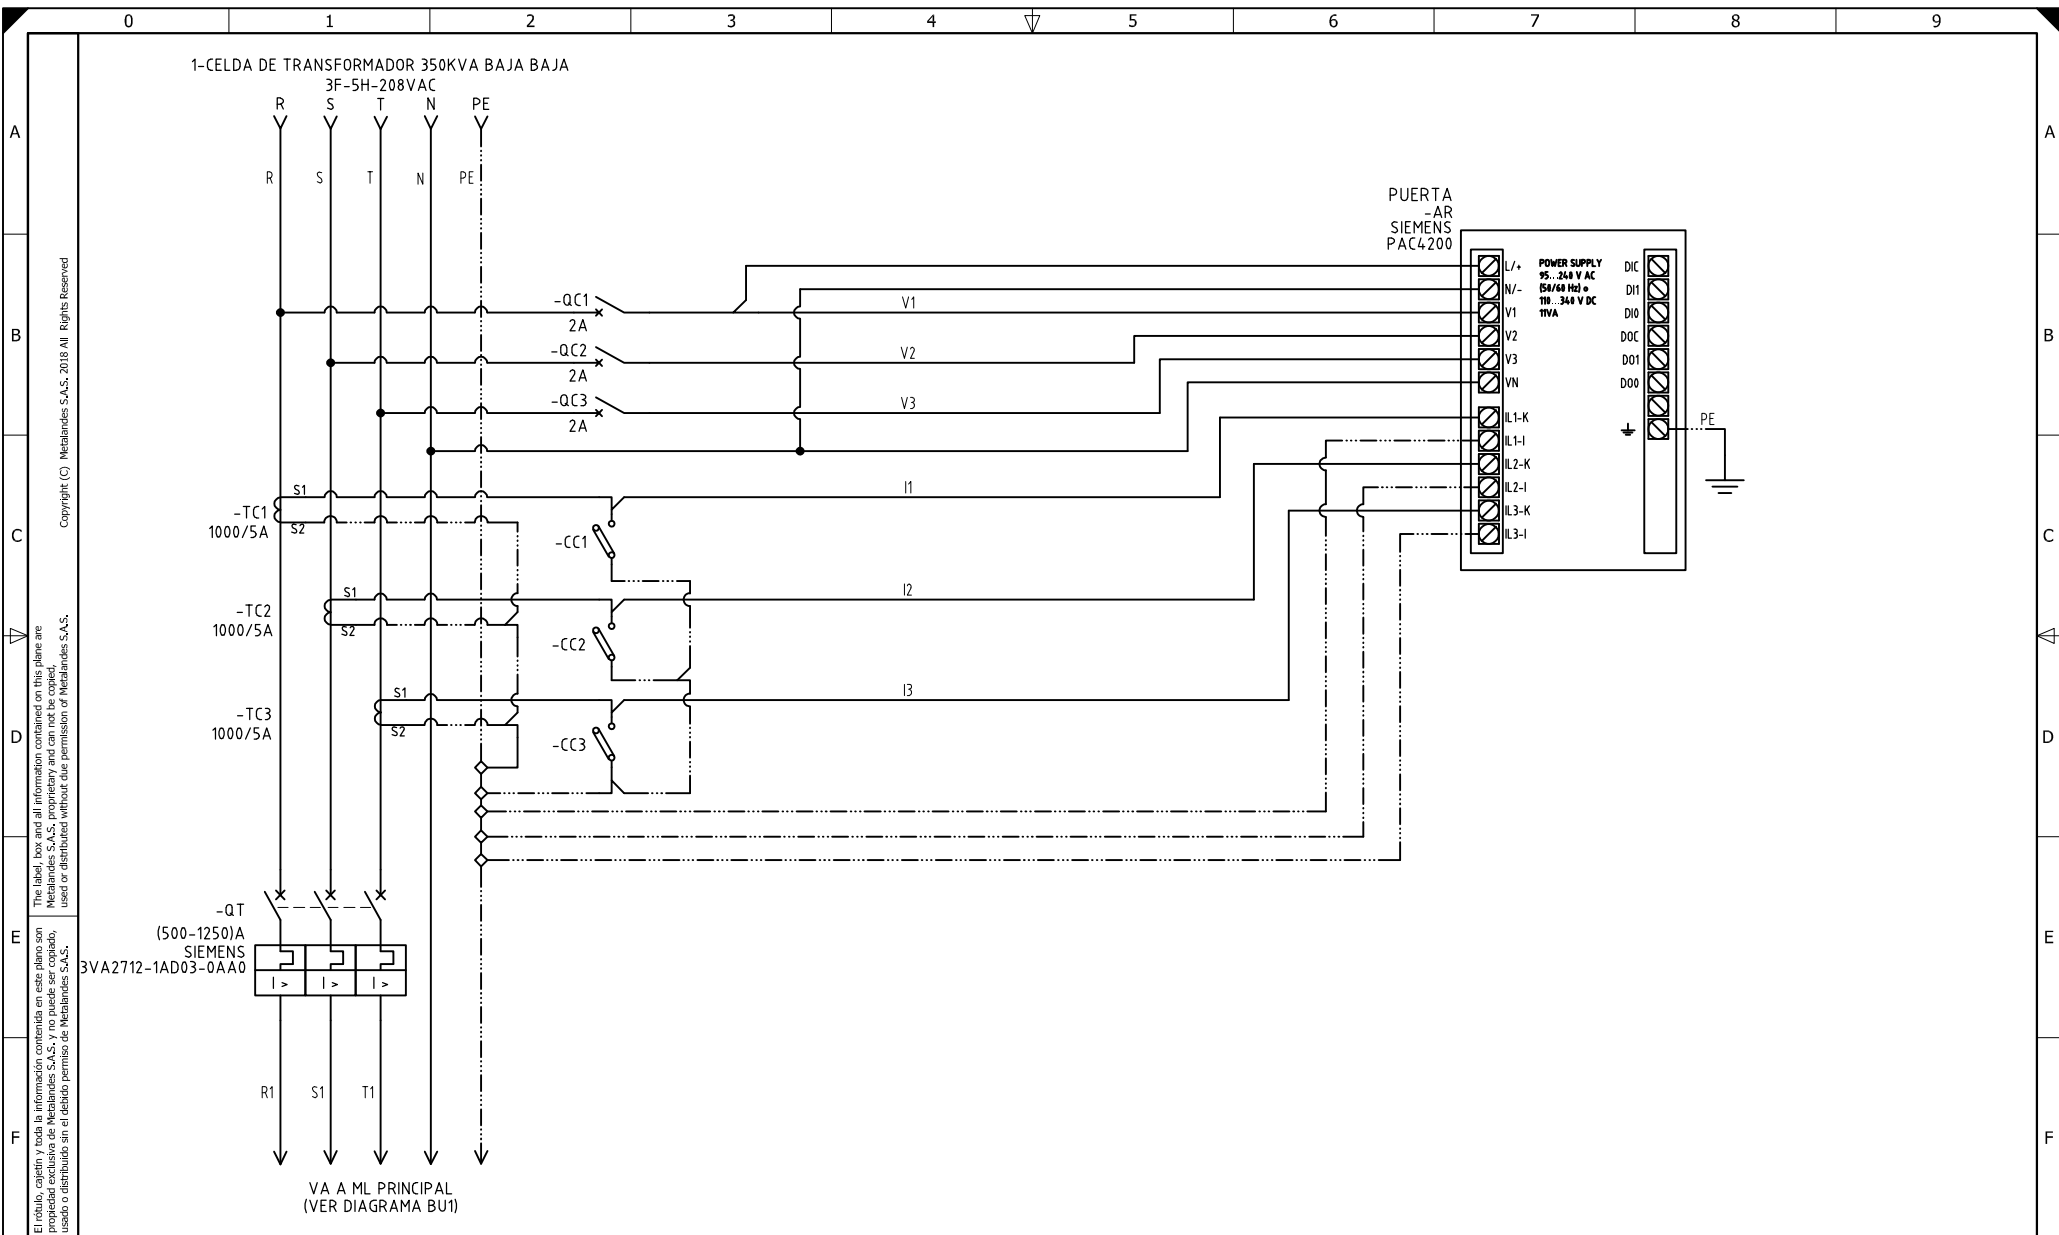 0 1 2 3 4 5 6 7 8 9
1-CELDA DE TRANSFORMADOR 350KVA BAJA BAJA
3F-5H-208VAC
R S T N PE
A A
R S T N PE
PUERTA
-AR
SIEMENS
PAC4200
L/+ POWER SUPPLY DIC
95...240 V AC
N/- (50/60 Hz) o DI1
110...340 V DC
V1 11VA DI0
V2 DOC
V3 DO1
VN DO0
IL1-K
IL1-I
IL2-K
IL2-I
IL3-K
IL3-I
PE
-QC1
2A
V1
B B
-QC2
2A
V2
-QC3
2A
V3
S1
I1
-TC1
1000/5A
S2
-CC1
C C
S1
I2
-TC2
1000/5A
S2
-CC2
S1
I3
-TC3
1000/5A
S2
-CC3
D D
-QT
(500-1250)A
SIEMENS
3VA2712-1AD03-0AA0
I > I > I >
E E
R1 S1 T1
F F
VA A ML PRINCIPAL
(VER DIAGRAMA BU1)
Copyright (C) Metalandes S.A.S. 2018 All Rights Reserved
The label, box and all information contained on this plane are
Metalandes S.A.S. proprietary and can not be copied,
used or distributed without due permission of Metalandes S.A.S.
El rótulo, cajetín y toda la información contenida en este plano son
propiedad exclusiva de Metalandes S.A.S. y no puede ser copiado,
usado o distribuido sin el debido permiso de Metalandes S.A.S.